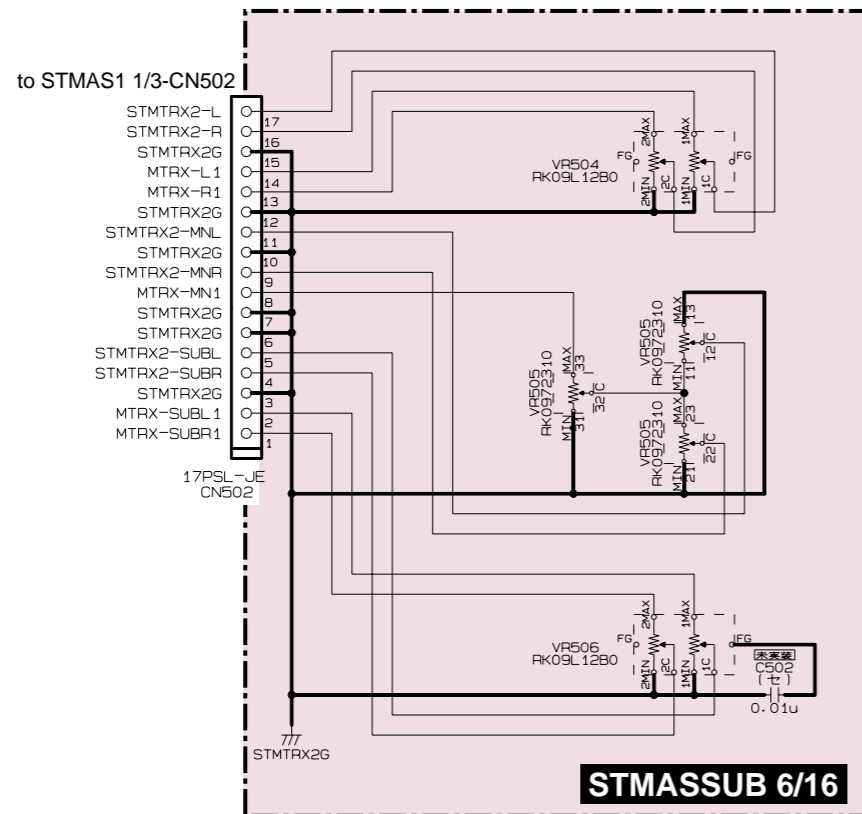 to STMAS1 1/3-CN502
STMTRX2-L
17
STMTRX2-R
16
STMTRX2G
15
MTRX-L1
14
MTRX-R1
13
STMTRX2G
12
STMTRX2-MNL
11
STMTRX2G
10
STMTRX2-MNR
9
MTRX-MN1
8
STMTRX2G
7
STMTRX2G
6
STMTRX2-SUBL
5
STMTRX2-SUBR
4
STMTRX2G
3
MTRX-SUBL1
2
MTRX-SUBR1
1
17PSL-JE
CN502
2MAX
1MAX
FG
FG
VR504
RK09L12B0
2MIN
2C
1MIN
1C
MAX
13
VR505
RK0972310
12C
MIN
11
MAX
33
VR505
RK0972310
32C
MIN
31
MAX
23
VR505
RK0972310
22C
MIN
21
2MAX
1MAX
FG
FG
VR506
RK09L12B0
2MIN
2C
1MIN
1C
未実装
C502
(セ)
0.01u
STMTRX2G
STMASSUB 6/16